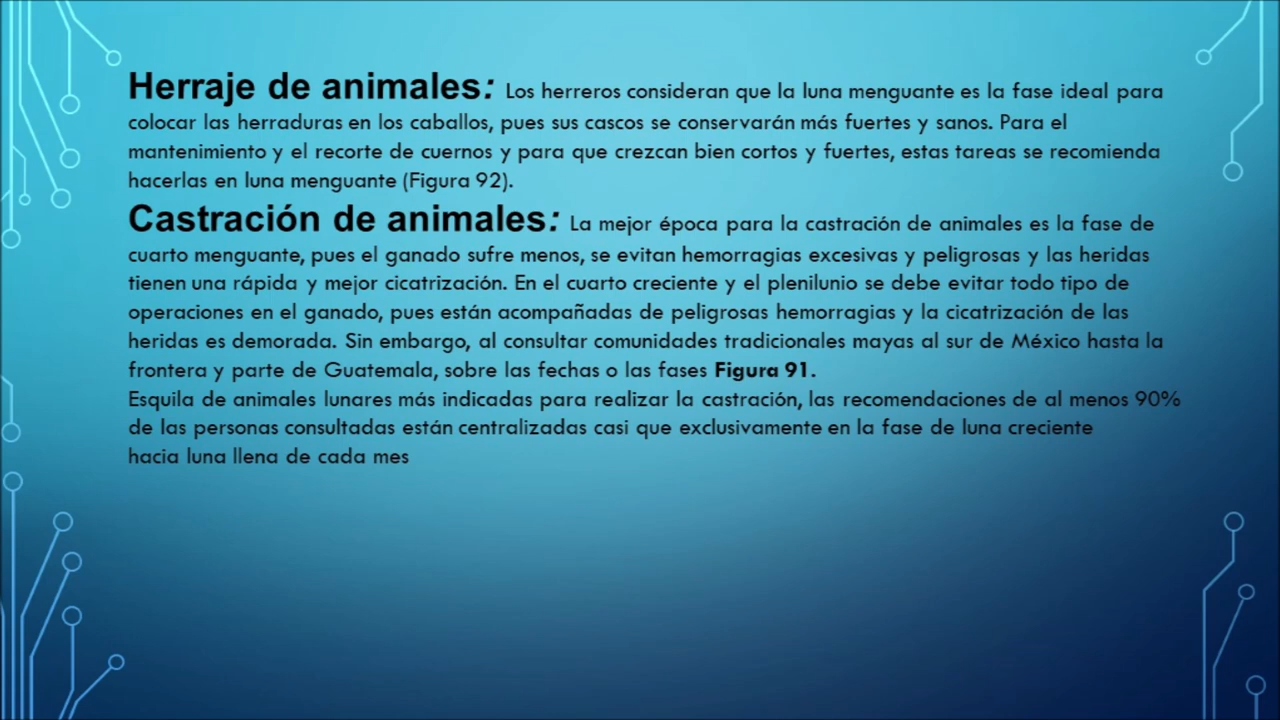 Herraje de animales: Los herreros consideran que la luna menguante es la fase ideal para
colocar las herraduras en los caballos, pues sus cascos se conservarán más fuertes y sanos. Para el
mantenimiento y el recorte de cuernos y para que crezcan bien cortos y fuertes, estas tareas se recomienda
hacerlas en luna menguante (Figura 92).
Castración de animales: La mejor época para la castración de animales es la fase de
cuarto menguante, pues el ganado sufre menos, se evitan hemorragias excesivas y peligrosas y las heridas
tienen una rápida y mejor cicatrización. En el cuarto creciente y el plenilunio se debe evitar todo tipo de
operaciones en el ganado, pues están acompañadas de peligrosas hemorragias y la cicatrización de las
heridas es demorada. Sin embargo, al consultar comunidades tradicionales mayas al sur de México hasta la
frontera y parte de Guatemala, sobre las fechas o las fases Figura 91.
Esquila de animales lunares más indicadas para realizar la castración, las recomendaciones de al menos 90%
de las personas consultadas están centralizadas casi que exclusivamente en la fase de luna creciente
hacia luna llena de cada mes